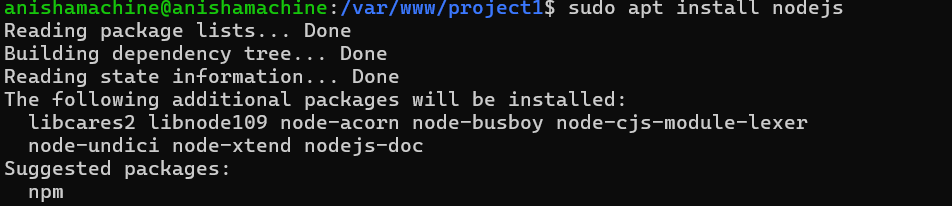 anishamachine@anishamachine:/var/www/project1$ sudo apt install nodejs
Reading package lists... Done
Building dependency tree... Done
Reading state information... Done
The following additional packages will be installed:
  libcares2 libnode109 node-acorn node-busboy node-cjs-module-lexer
  node-undici node-xtend nodejs-doc
Suggested packages:
  npm